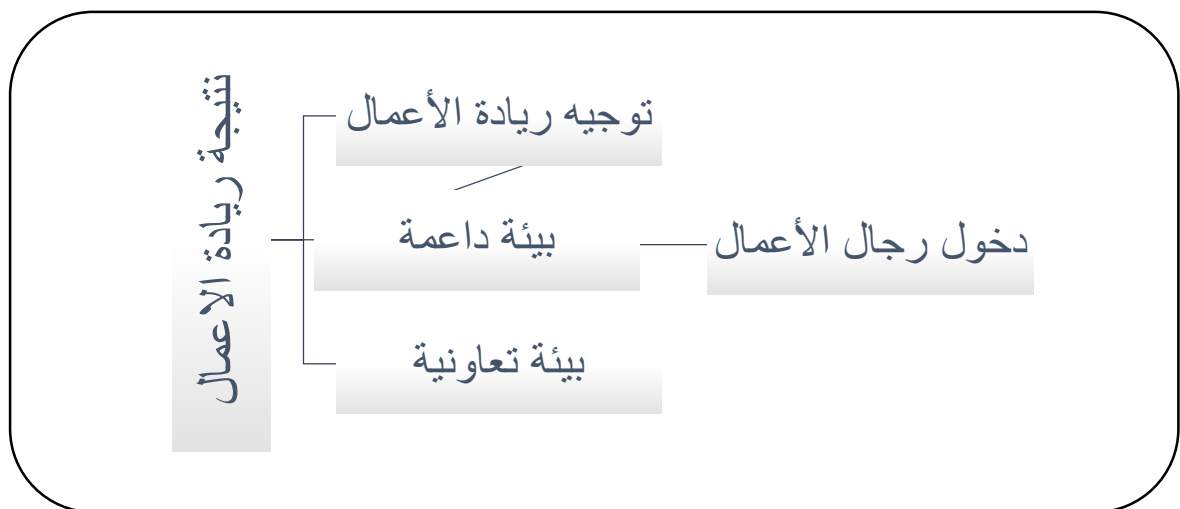 نتيجة ريادة الاعمال
توجيه ريادة الأعمال
بيئة داعمة
دخول رجال الأعمال
بيئة تعاونية